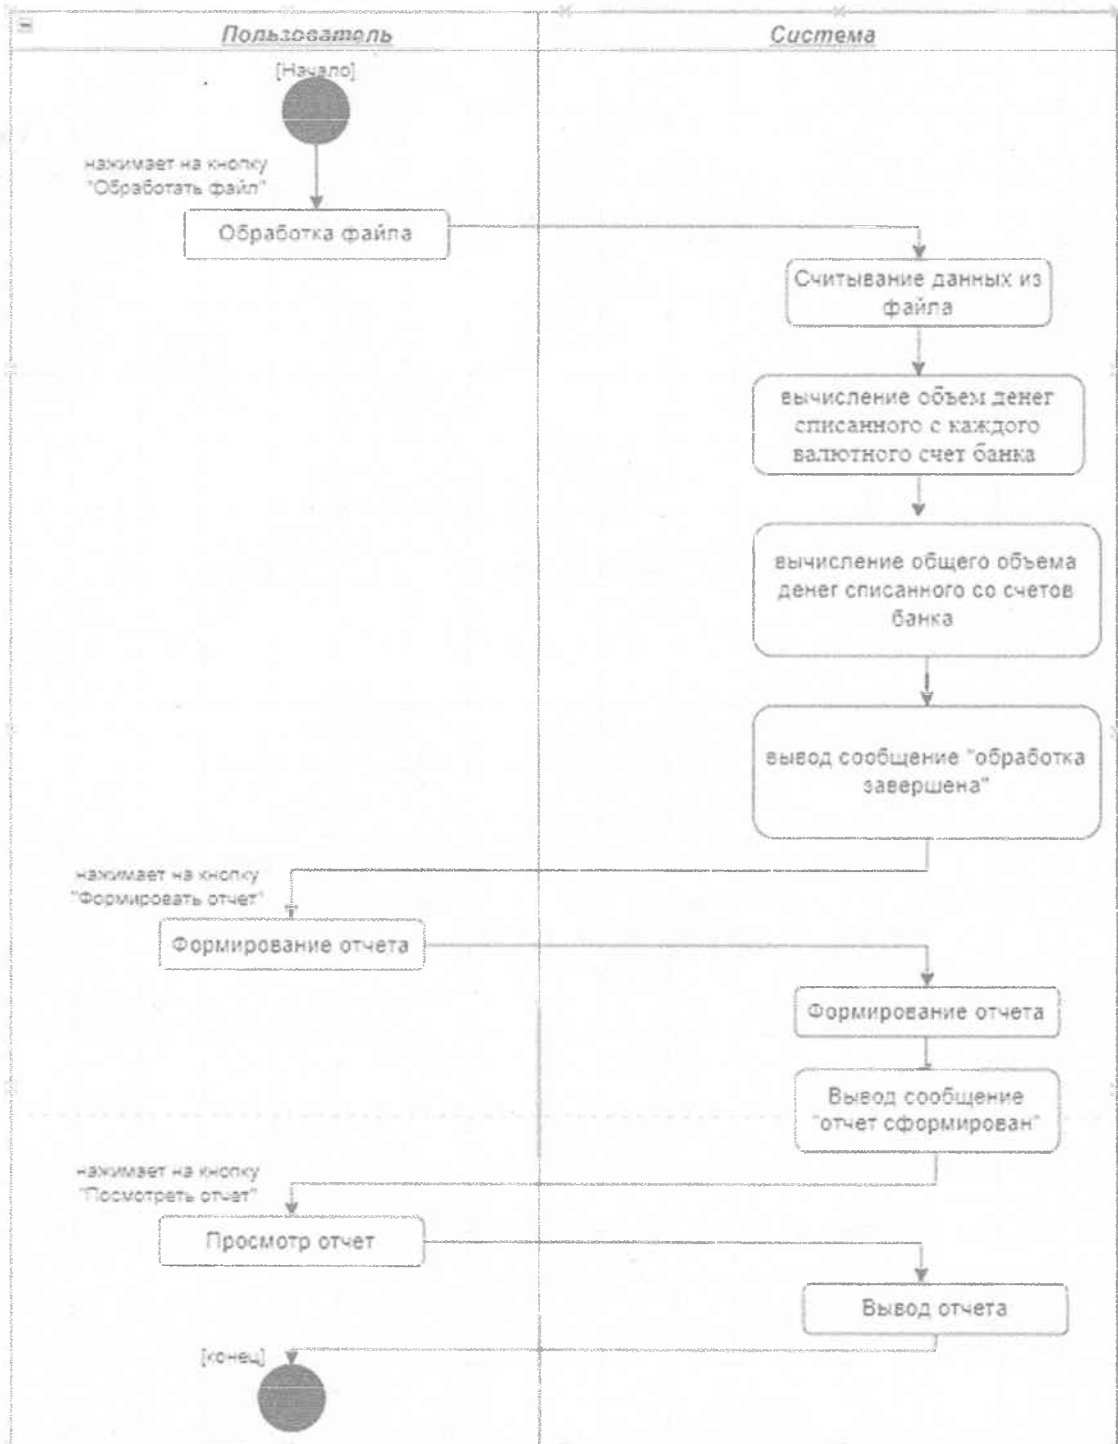 Пользователь
Система
[Начало]
нажимает на кнопку
"Обработать файл"
Обработка файла
Считывание данных из
файла
вычисление объем денег
списанного с каждого
валютного счет банка
вычисление общего объема
денег списанного со счетов
банка
вывод сообщение "обработка
завершена"
нажимает на кнопку
"Формировать отчет"
Формирование отчета
Формирование отчета
Вывод сообщение
"отчет сформирован"
нажимает на кнопку
"Посмотреть отчет"
Просмотр отчет
Вывод отчета
[конец]